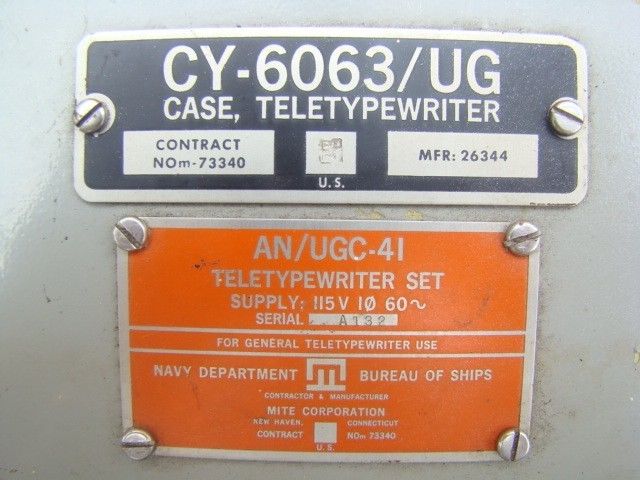 CY-6063/UG
CASE, TELETYPEWRITER
CONTRACT
NOm-73340
MFR: 26344
U.S.
AN/UGC-41
TELETYPEWRITER SET
SUPPLY: 115V 1Ø 60~
SERIAL A132
FOR GENERAL TELETYPEWRITER USE
NAVY DEPARTMENT BUREAU OF SHIPS
CONTRACTOR & MANUFACTURER
MITE CORPORATION
NEW HAVEN, CONNECTICUT
CONTRACT NOm 73340
U.S.